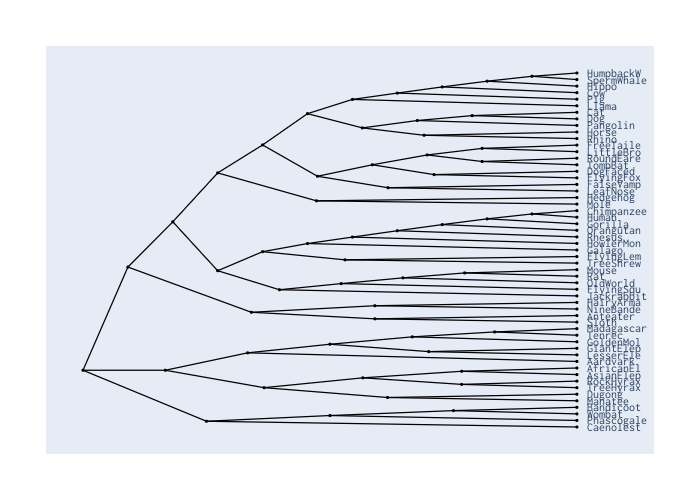 HumpbackW
SpermWhale
Hippo
Cow
Pig
Llama
Cat
Dog
Pangolin
Horse
Rhino
FreeTaile
LittleBro
RoundEare
TombBat
DogFaced
FlyingFox
FalseVamp
LeafNose
Hedgehog
Mole
Chimpanzee
Human
Gorilla
Orangutan
Rhesus
HowlerMon
Galago
FlyingLem
TreeShrew
Mouse
Rat
OldWorld
FlyingSqu
Jackrabbit
HairyArma
NineBande
Anteater
Sloth
Madagascar
Tenrec
GoldenMol
GiantElep
LesserEle
Aardvark
AfricanEl
AsianElep
RockHyrax
TreeHyrax
Dugong
Manatee
Bandicoot
Wombat
Phascogale
Caenolest